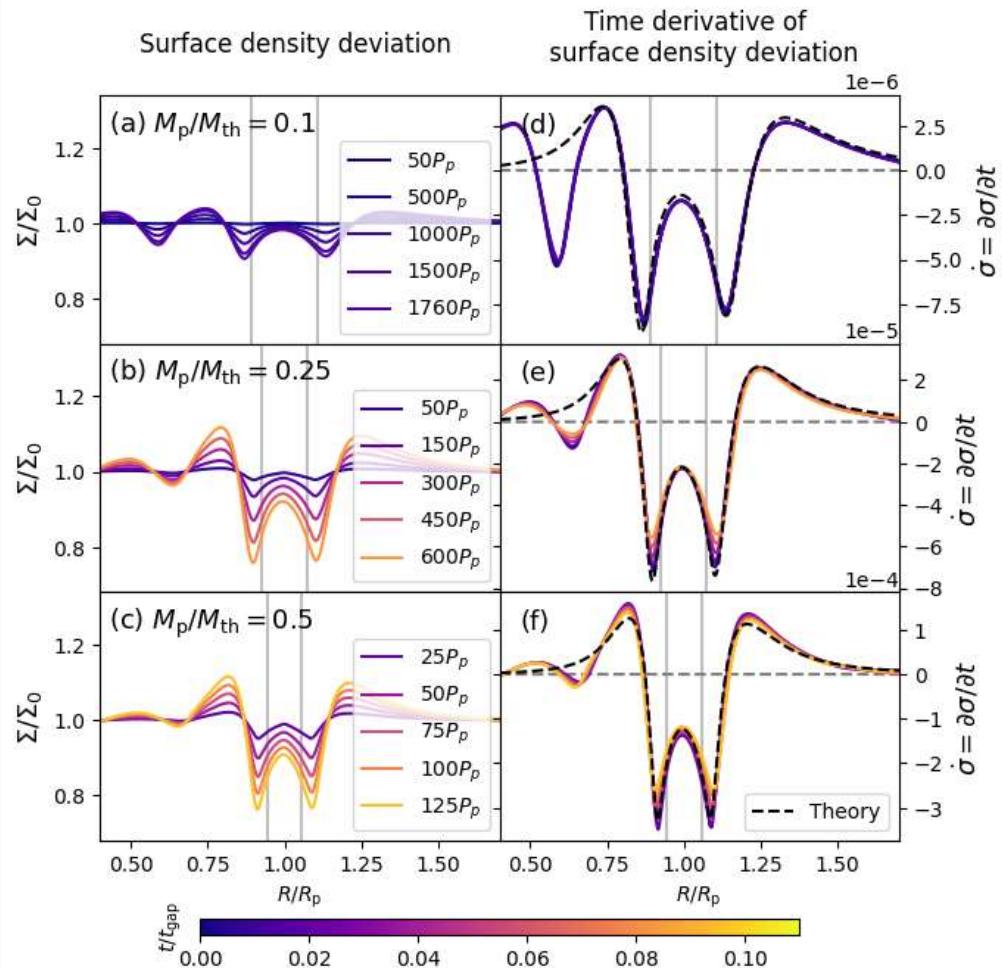 Surface density deviation
Time derivative of
surface density deviation
1e−6
(a) Mp/Mth = 0.1
50Pp
500Pp
1000Pp
1500Pp
1760Pp
Σ/Σ0
1.2
1.0
0.8
(d)
2.5
0.0
−2.5
−5.0
−7.5
σ̇ = ∂σ/∂t
1e−5
(b) Mp/Mth = 0.25
50Pp
150Pp
300Pp
450Pp
600Pp
Σ/Σ0
1.2
1.0
0.8
(e)
2
0
−2
−4
−6
−8
σ̇ = ∂σ/∂t
1e−4
(c) Mp/Mth = 0.5
25Pp
50Pp
75Pp
100Pp
125Pp
Σ/Σ0
1.2
1.0
0.8
(f)
1
0
−1
−2
−3
σ̇ = ∂σ/∂t
Theory
0.50 0.75 1.00 1.25 1.50
R/Rp
0.50 0.75 1.00 1.25 1.50
R/Rp
t/tgap
0.00 0.02 0.04 0.06 0.08 0.10